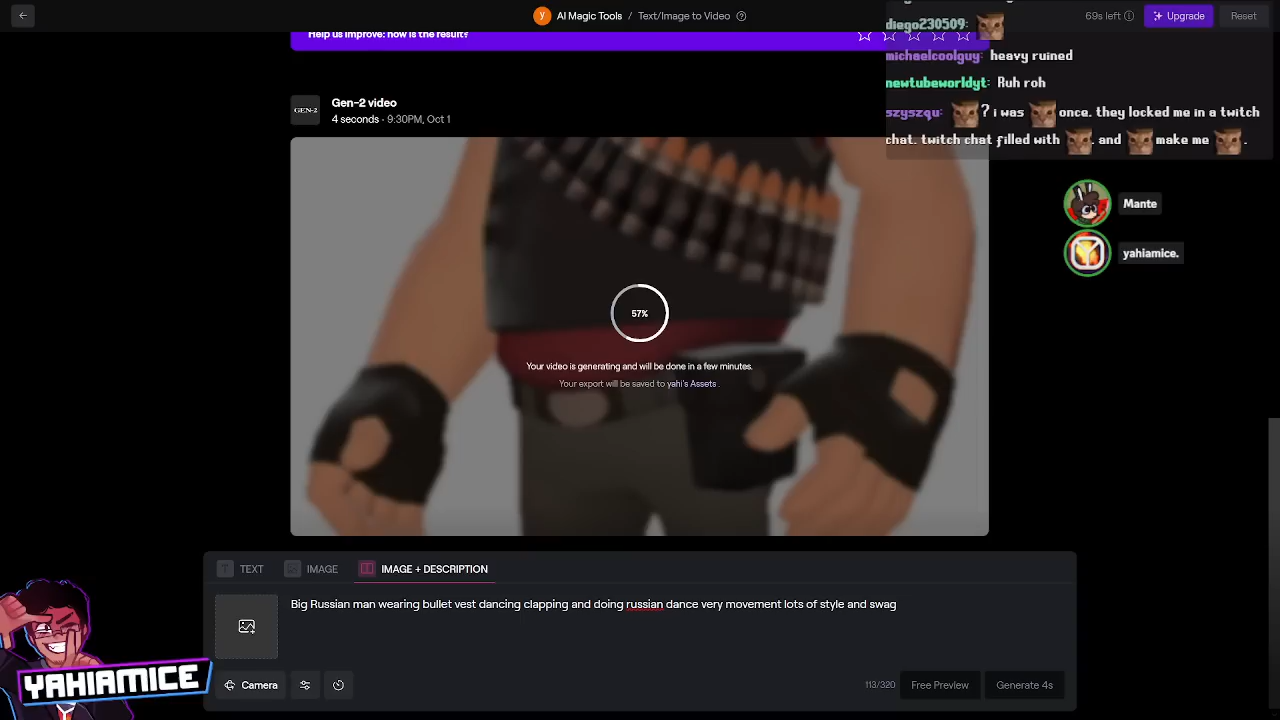 y AI Magic Tools / Text/Image to Video
69s left
Upgrade
Reset
diego230509:
michaelcoolguy: heavy ruined
newtubeworldyt: Ruh roh
szyszqu: ? i was once. they locked me in a twitch
chat. twitch chat filled with . and make me .
Help us improve: how is the result?
GEN-2
Gen-2 video
4 seconds · 9:30PM, Oct 1
Mante
yahiamice.
57%
Your video is generating and will be done in a few minutes.
Your export will be saved to yahi's Assets .
T TEXT
IMAGE
IMAGE + DESCRIPTION
Big Russian man wearing bullet vest dancing clapping and doing russian dance very movement lots of style and swag
Camera
113/320
Free Preview
Generate 4s
YAHIAMICE